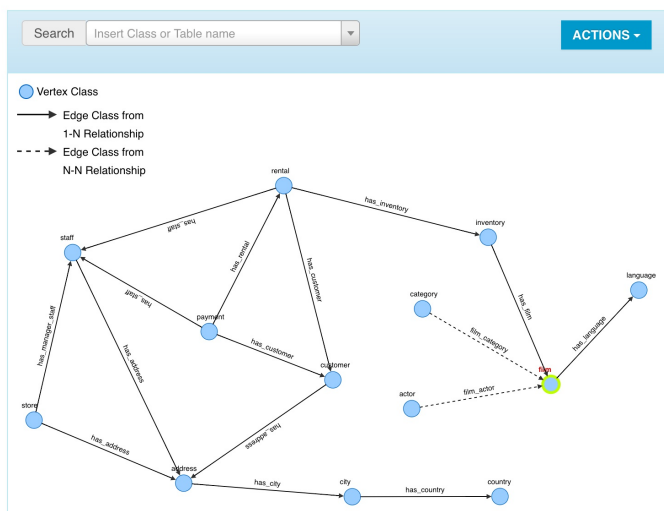 Search
Insert Class or Table name
ACTIONS
Vertex Class
Edge Class from
1-N Relationship
Edge Class from
N-N Relationship
rental
has_inventory
has_staff
inventory
staff
has_rental
has_customer
language
has_staff
category
has_film
payment
has_manager_staff
film_category
has_language
has_customer
has_address
customer
film
film_actor
actor
store
has_address
has_address
address
has_city
city
has_country
country